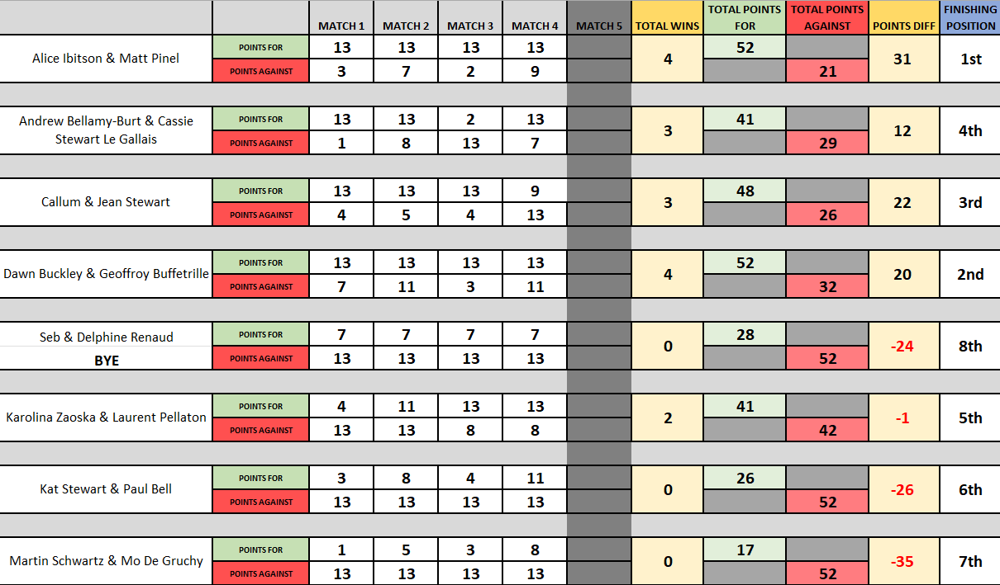 MATCH 1 MATCH 2 MATCH 3 MATCH 4 MATCH 5 TOTAL WINS TOTAL POINTS FOR TOTAL POINTS AGAINST POINTS DIFF FINISHING POSITION
Alice Ibitson & Matt Pinel
POINTS FOR 13 13 13 13 52
4 31 1st
POINTS AGAINST 3 7 2 9 21
Andrew Bellamy-Burt & Cassie
Stewart Le Gallais
POINTS FOR 13 13 2 13 41
3 12 4th
POINTS AGAINST 1 8 13 7 29
Callum & Jean Stewart
POINTS FOR 13 13 13 9 48
3 22 3rd
POINTS AGAINST 4 5 4 13 26
Dawn Buckley & Geoffroy Buffetrille
POINTS FOR 13 13 13 13 52
4 20 2nd
POINTS AGAINST 7 11 3 11 32
Seb & Delphine Renaud
POINTS FOR 7 7 7 7 28
0 -24 8th
BYE
POINTS AGAINST 13 13 13 13 52
Karolina Zaoska & Laurent Pellaton
POINTS FOR 4 11 13 13 41
2 -1 5th
POINTS AGAINST 13 13 8 8 42
Kat Stewart & Paul Bell
POINTS FOR 3 8 4 11 26
0 -26 6th
POINTS AGAINST 13 13 13 13 52
Martin Schwartz & Mo De Gruchy
POINTS FOR 1 5 3 8 17
0 -35 7th
POINTS AGAINST 13 13 13 13 52